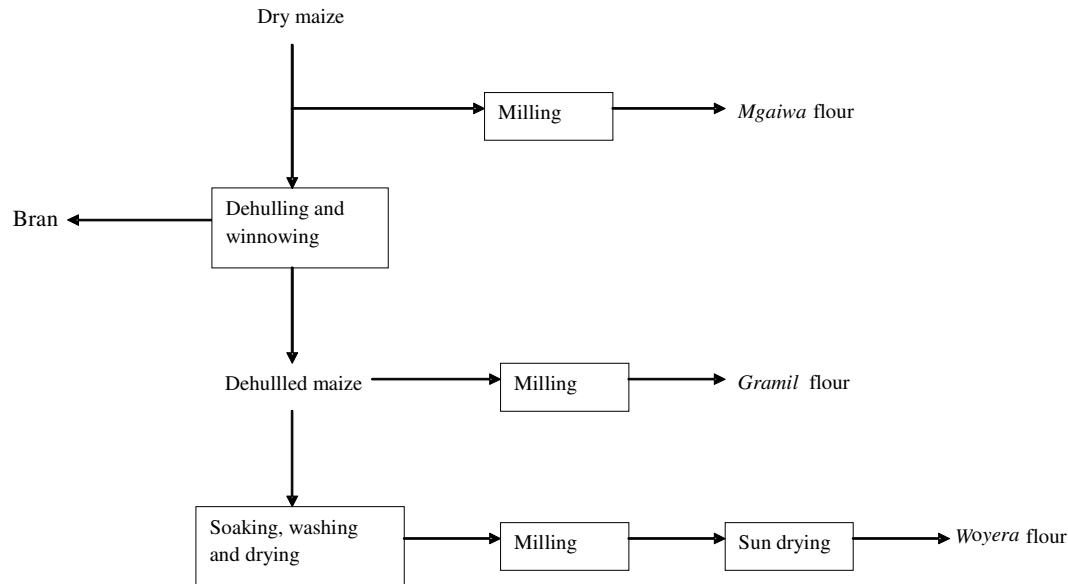 Dry maize
Milling
Mgaiwa flour
Dehulling and
winnowing
Bran
Dehullled maize
Milling
Gramil flour
Soaking, washing
and drying
Milling
Sun drying
Woyera flour